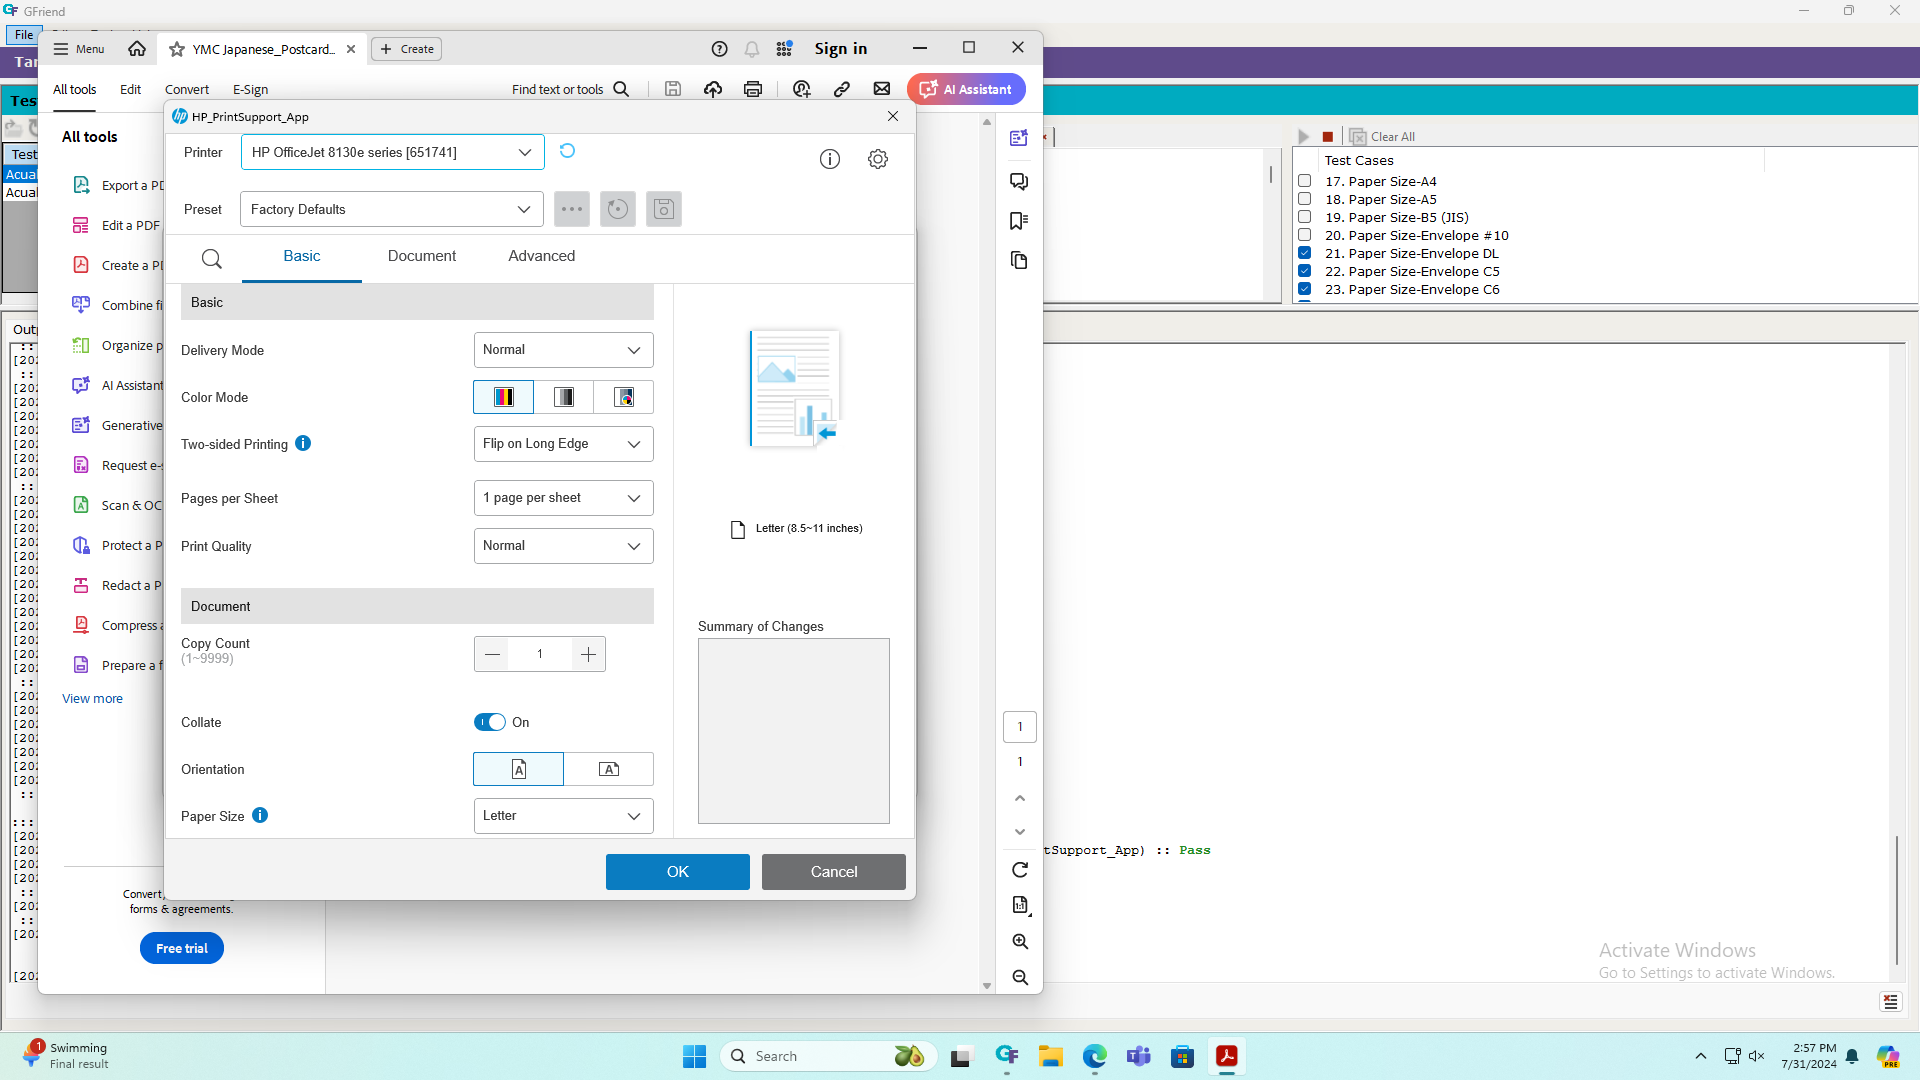 GFriend
File
Menu
YMC Japanese_Postcard...
Create
Sign in
Tar
All tools
Edit
Convert
E-Sign
Find text or tools
AI Assistant
Tes
HP_PrintSupport_App
All tools
Printer
HP OfficeJet 8130e series [651741]
Clear All
Test
Test Cases
Acual
Acual
Export a PD
17. Paper Size-A4
18. Paper Size-A5
Preset
Factory Defaults
19. Paper Size-B5 (JIS)
Edit a PDF
20. Paper Size-Envelope #10
Basic
Document
Advanced
21. Paper Size-Envelope DL
Create a PD
22. Paper Size-Envelope C5
23. Paper Size-Envelope C6
Basic
Combine fi
Outp
Delivery Mode
Normal
Organize p
AI Assistant
Color Mode
Generative
Two-sided Printing
Flip on Long Edge
Request e-s
Pages per Sheet
1 page per sheet
Scan & OC
Letter (8.5~11 inches)
Print Quality
Normal
Protect a P
Redact a P
Document
Compress a
Summary of Changes
Copy Count
(1~9999)
1
Prepare a f
View more
Collate
On
1
1
Orientation
Paper Size
Letter
tSupport_App) :: Pass
OK
Cancel
Convert,
forms & agreements.
Free trial
Activate Windows
Go to Settings to activate Windows.
1
Swimming
Final result
Search
2:57 PM
7/31/2024
PRE